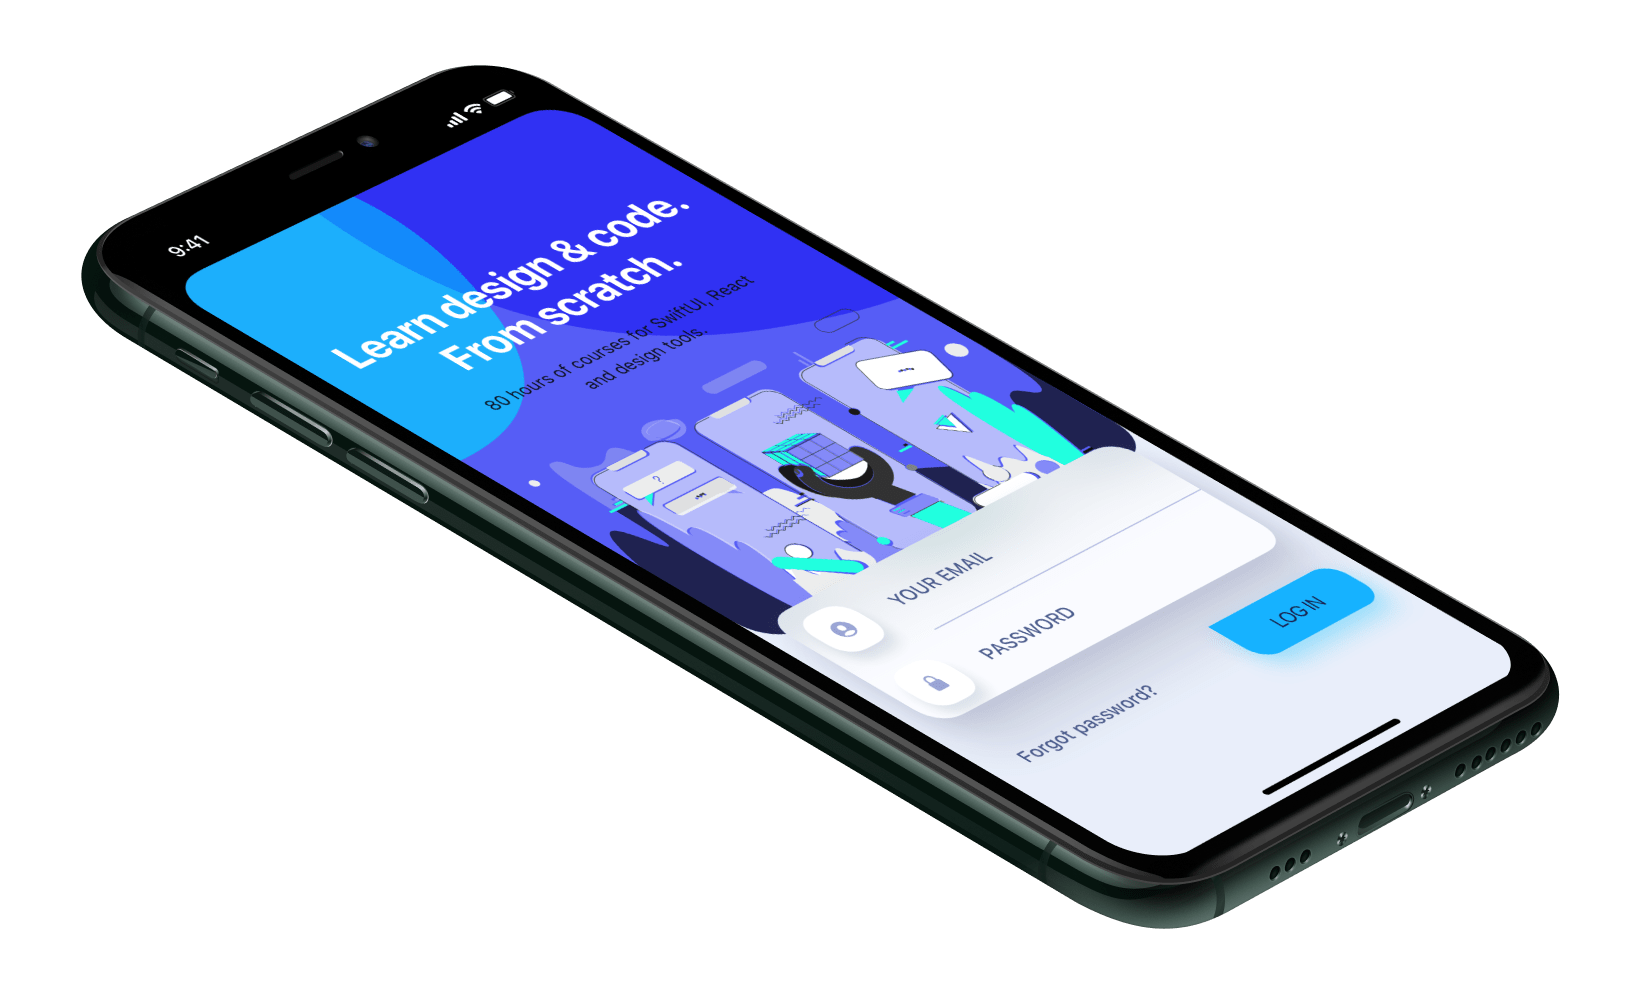 9:41
Learn design & code.
From scratch.
80 hours of courses for SwiftUI, React
and design tools.
?
YOUR EMAIL
PASSWORD
LOG IN
Forgot password?